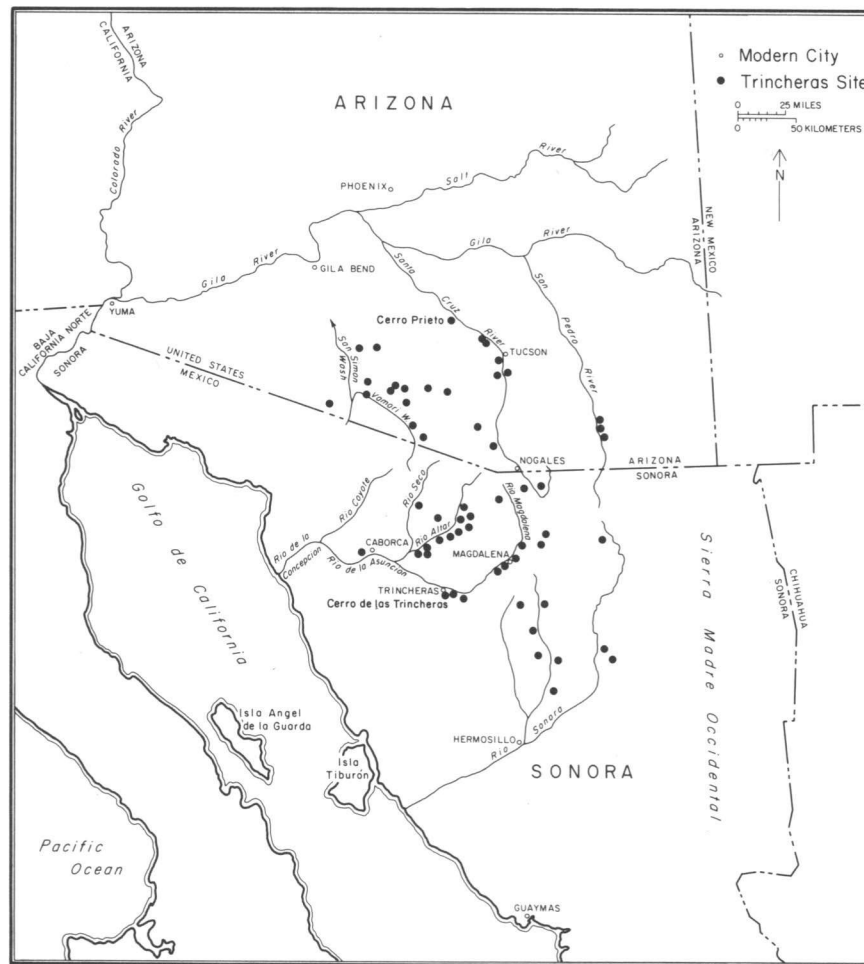 ARIZONA
CALIFORNIA
Modern City
Trincheras Site
0 25 MILES
0 50 KILOMETERS
N
ARIZONA
Colorado River
PHOENIX
Salt River
NEW MEXICO
ARIZONA
Gila River
GILA BEND
Gila River
Santa Cruz River
San Pedro River
YUMA
Cerro Prieto
TUCSON
BAJA
CALIFORNIA NORTE
SONORA
UNITED STATES
MEXICO
San Simon
Wash
Vamori W.
NOGALES
ARIZONA
SONORA
Rio Coyote
Rio Seco
Rio Altar
Rio Magdalena
Golfo
de
California
Rio de la
Concepcion
CABORCA
Rio de la Asunción
MAGDALENA
TRINCHERAS
Cerro de las Trincheras
Sierra Madre Occidental
CHIHUAHUA
SONORA
Isla Angel
de la Guarda
Isla
Tiburón
HERMOSILLO
Rio Sonora
SONORA
Pacific
Ocean
GUAYMAS